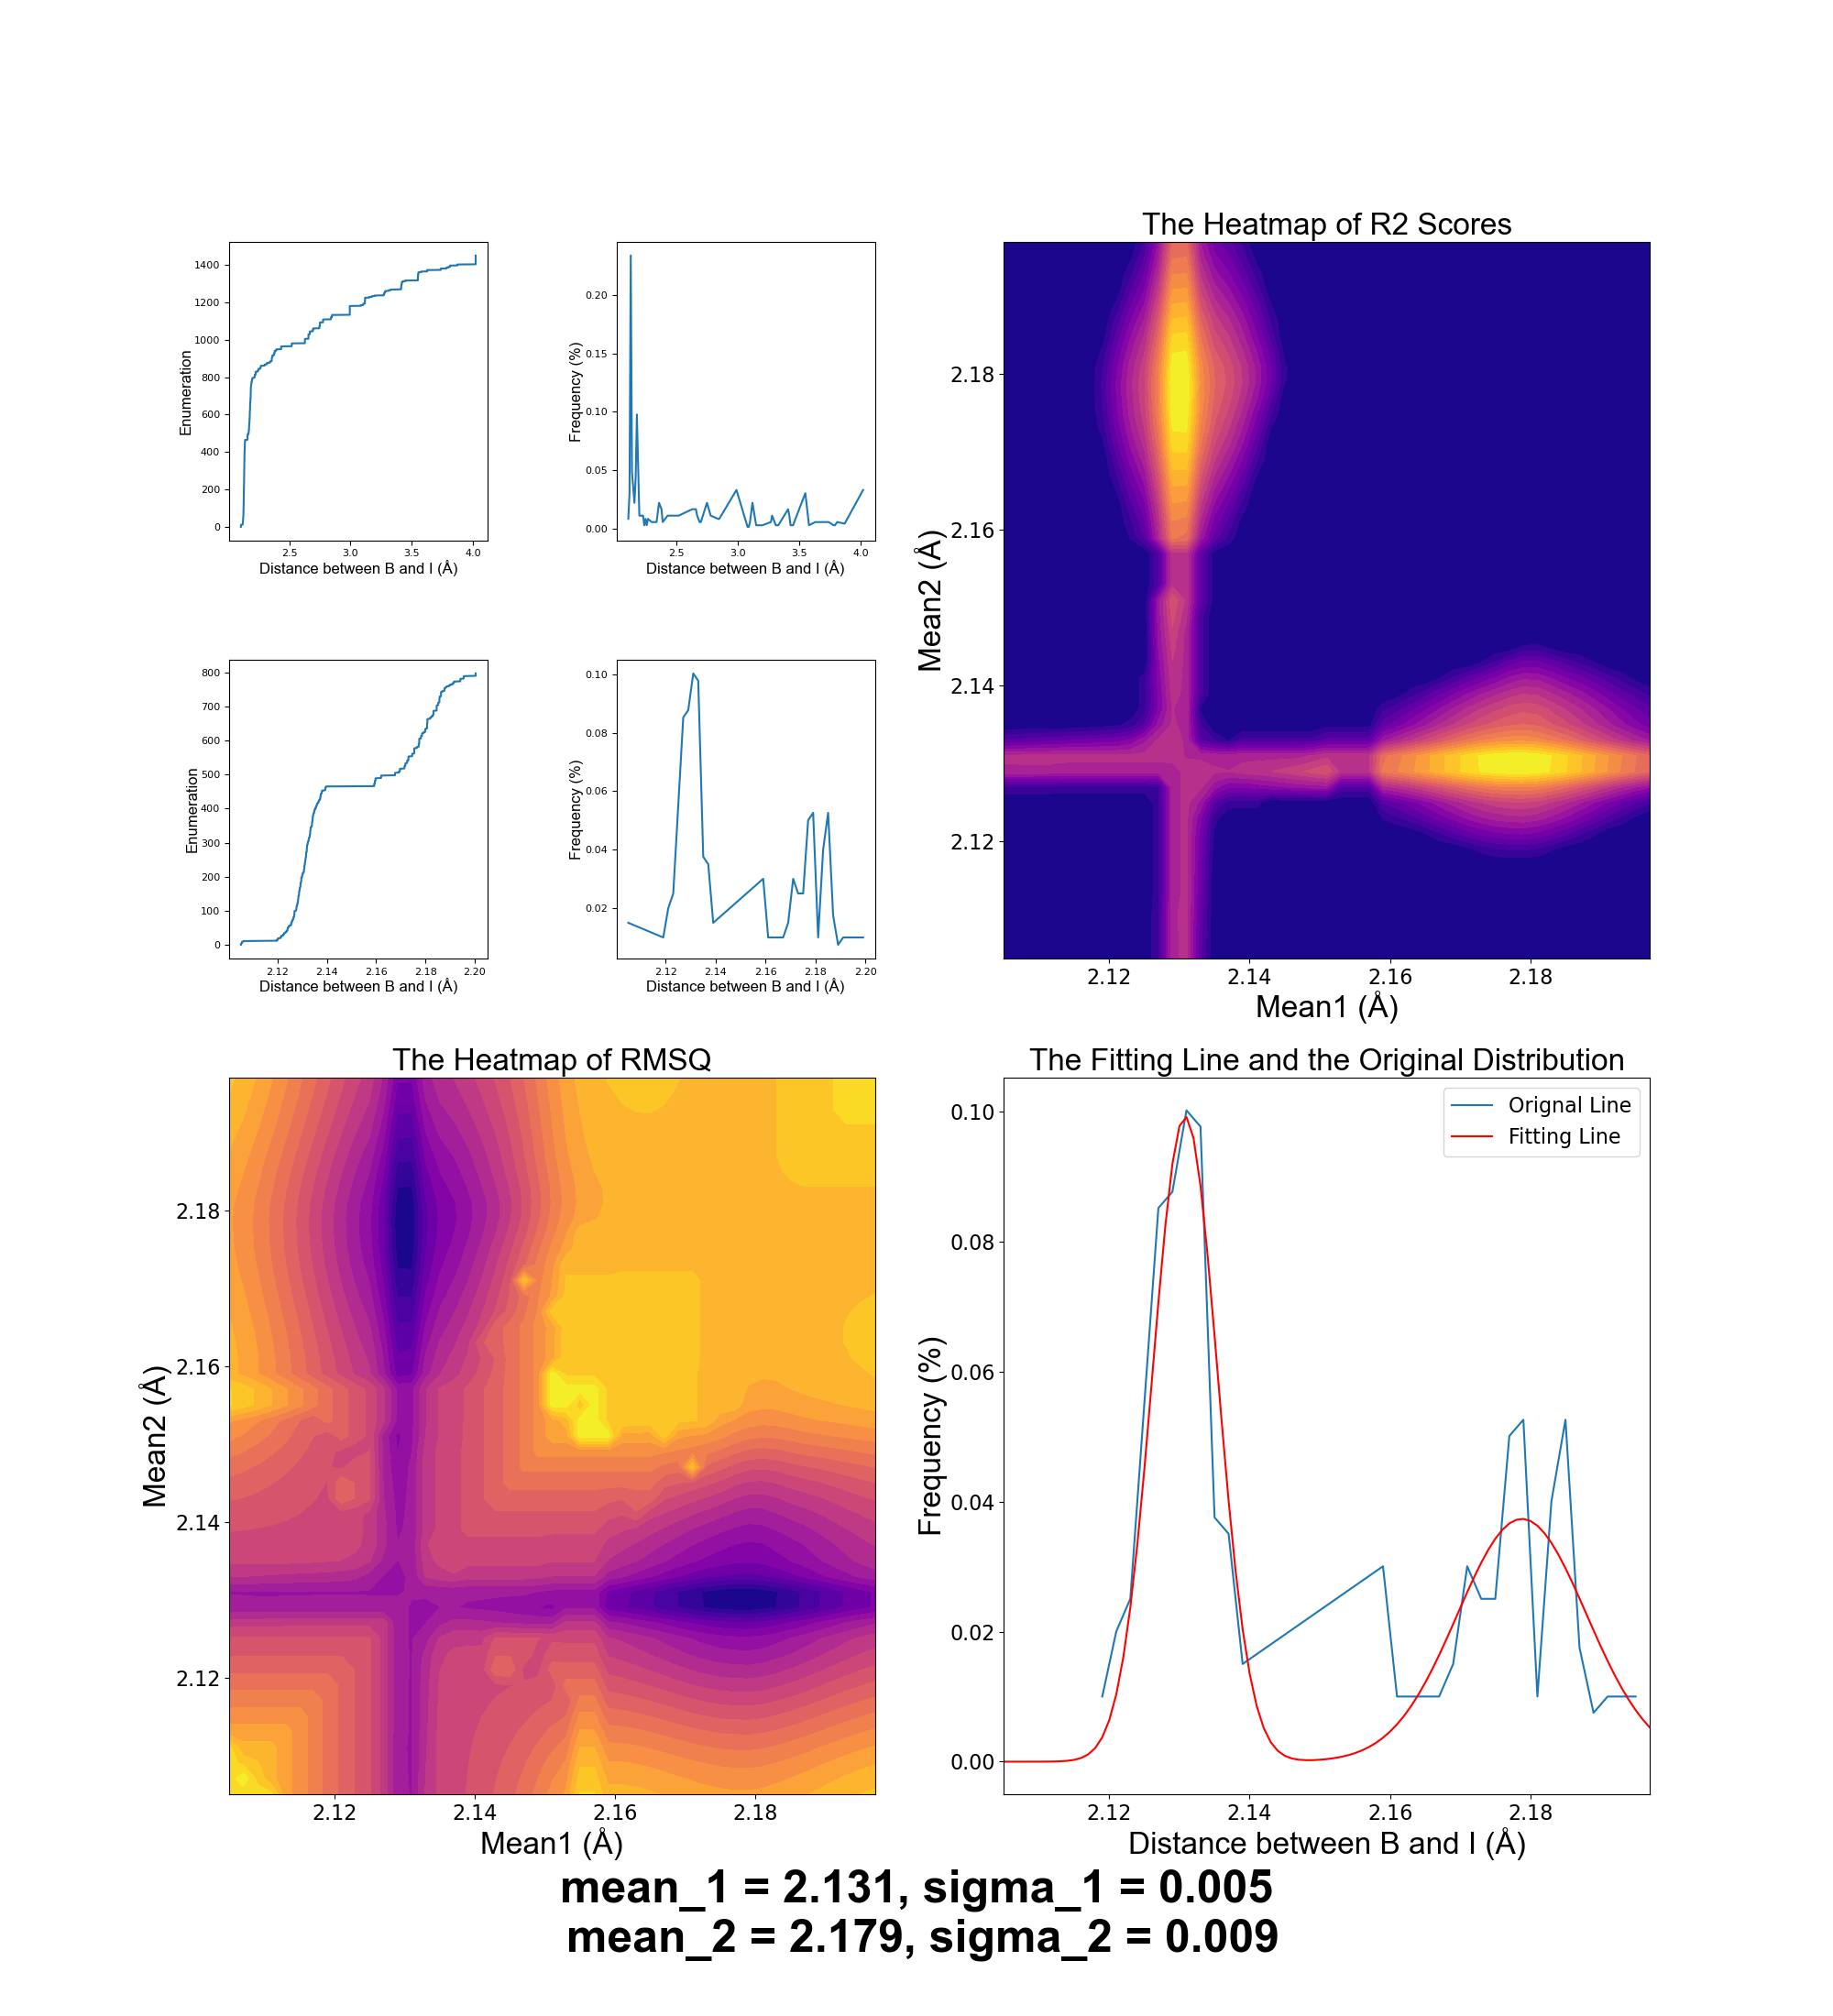 The Heatmap of R2 Scores
1400
1200
1000
800
600
400
200
0
Enumeration
2.5 3.0 3.5 4.0
Distance between B and I (Å)
0.20
0.15
0.10
0.05
0.00
Frequency (%)
2.5 3.0 3.5 4.0
Distance between B and I (Å)
2.18
2.16
2.14
2.12
Mean2 (Å)
2.12 2.14 2.16 2.18
Mean1 (Å)
800
700
600
500
400
300
200
100
0
Enumeration
2.12 2.14 2.16 2.18 2.20
Distance between B and I (Å)
0.10
0.08
0.06
0.04
0.02
Frequency (%)
2.12 2.14 2.16 2.18 2.20
Distance between B and I (Å)
The Heatmap of RMSQ
2.18
2.16
2.14
2.12
Mean2 (Å)
2.12 2.14 2.16 2.18
Mean1 (Å)
The Fitting Line and the Original Distribution
Orignal Line
Fitting Line
0.10
0.08
0.06
0.04
0.02
0.00
Frequency (%)
2.12 2.14 2.16 2.18
Distance between B and I (Å)
mean_1 = 2.131, sigma_1 = 0.005
mean_2 = 2.179, sigma_2 = 0.009